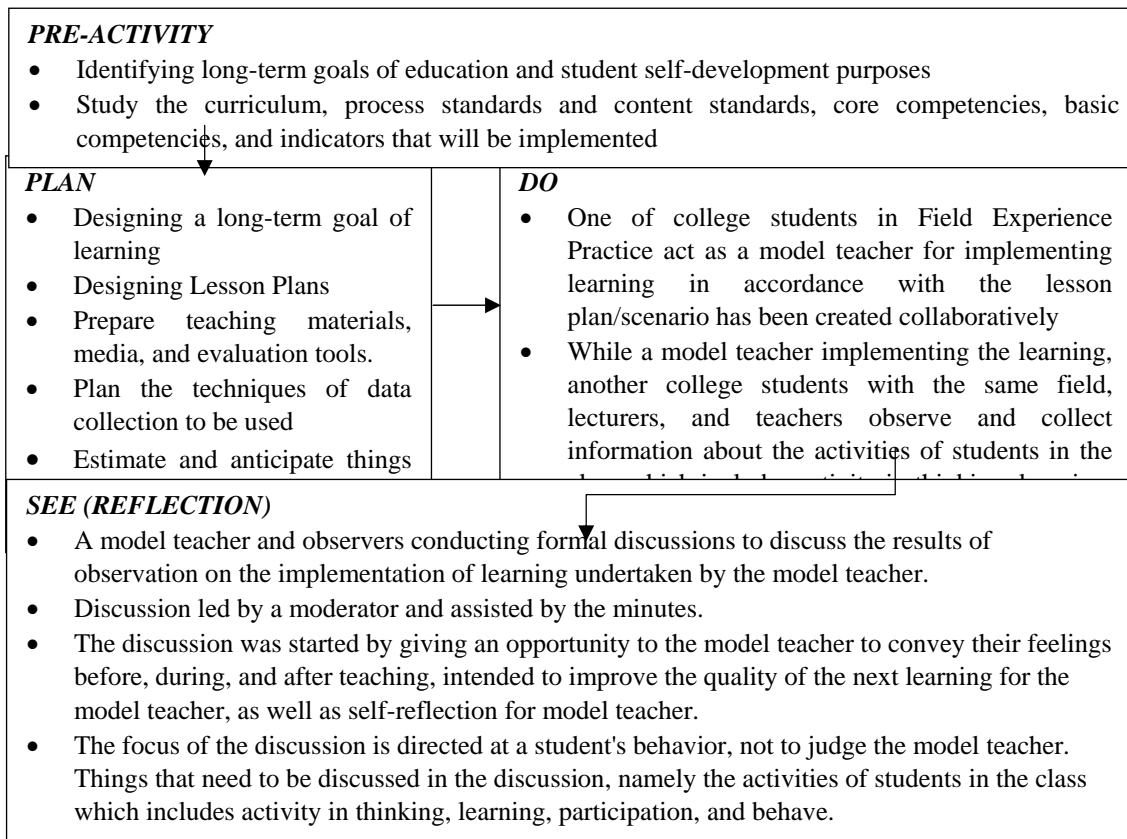 PRE-ACTIVITY
• Identifying long-term goals of education and student self-development purposes
• Study the curriculum, process standards and content standards, core competencies, basic
competencies, and indicators that will be implemented
PLAN
• Designing a long-term goal of
learning
• Designing Lesson Plans
• Prepare teaching materials,
media, and evaluation tools.
• Plan the techniques of data
collection to be used
• Estimate and anticipate things
DO
• One of college students in Field Experience
Practice act as a model teacher for implementing
learning in accordance with the lesson
plan/scenario has been created collaboratively
• While a model teacher implementing the learning,
another college students with the same field,
lecturers, and teachers observe and collect
information about the activities of students in the
SEE (REFLECTION)
• A model teacher and observers conducting formal discussions to discuss the results of
observation on the implementation of learning undertaken by the model teacher.
• Discussion led by a moderator and assisted by the minutes.
• The discussion was started by giving an opportunity to the model teacher to convey their feelings
before, during, and after teaching, intended to improve the quality of the next learning for the
model teacher, as well as self-reflection for model teacher.
• The focus of the discussion is directed at a student's behavior, not to judge the model teacher.
Things that need to be discussed in the discussion, namely the activities of students in the class
which includes activity in thinking, learning, participation, and behave.